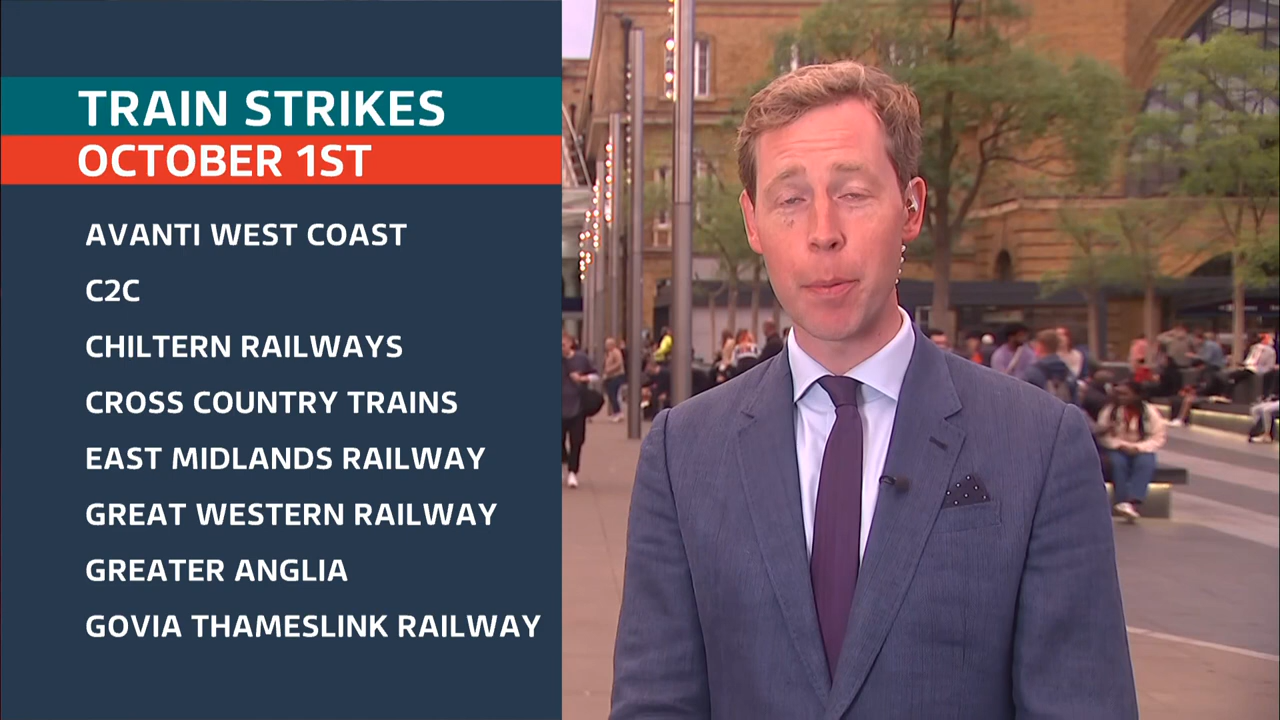 TRAIN STRIKES
OCTOBER 1ST
AVANTI WEST COAST
C2C
CHILTERN RAILWAYS
CROSS COUNTRY TRAINS
EAST MIDLANDS RAILWAY
GREAT WESTERN RAILWAY
GREATER ANGLIA
GOVIA THAMESLINK RAILWAY